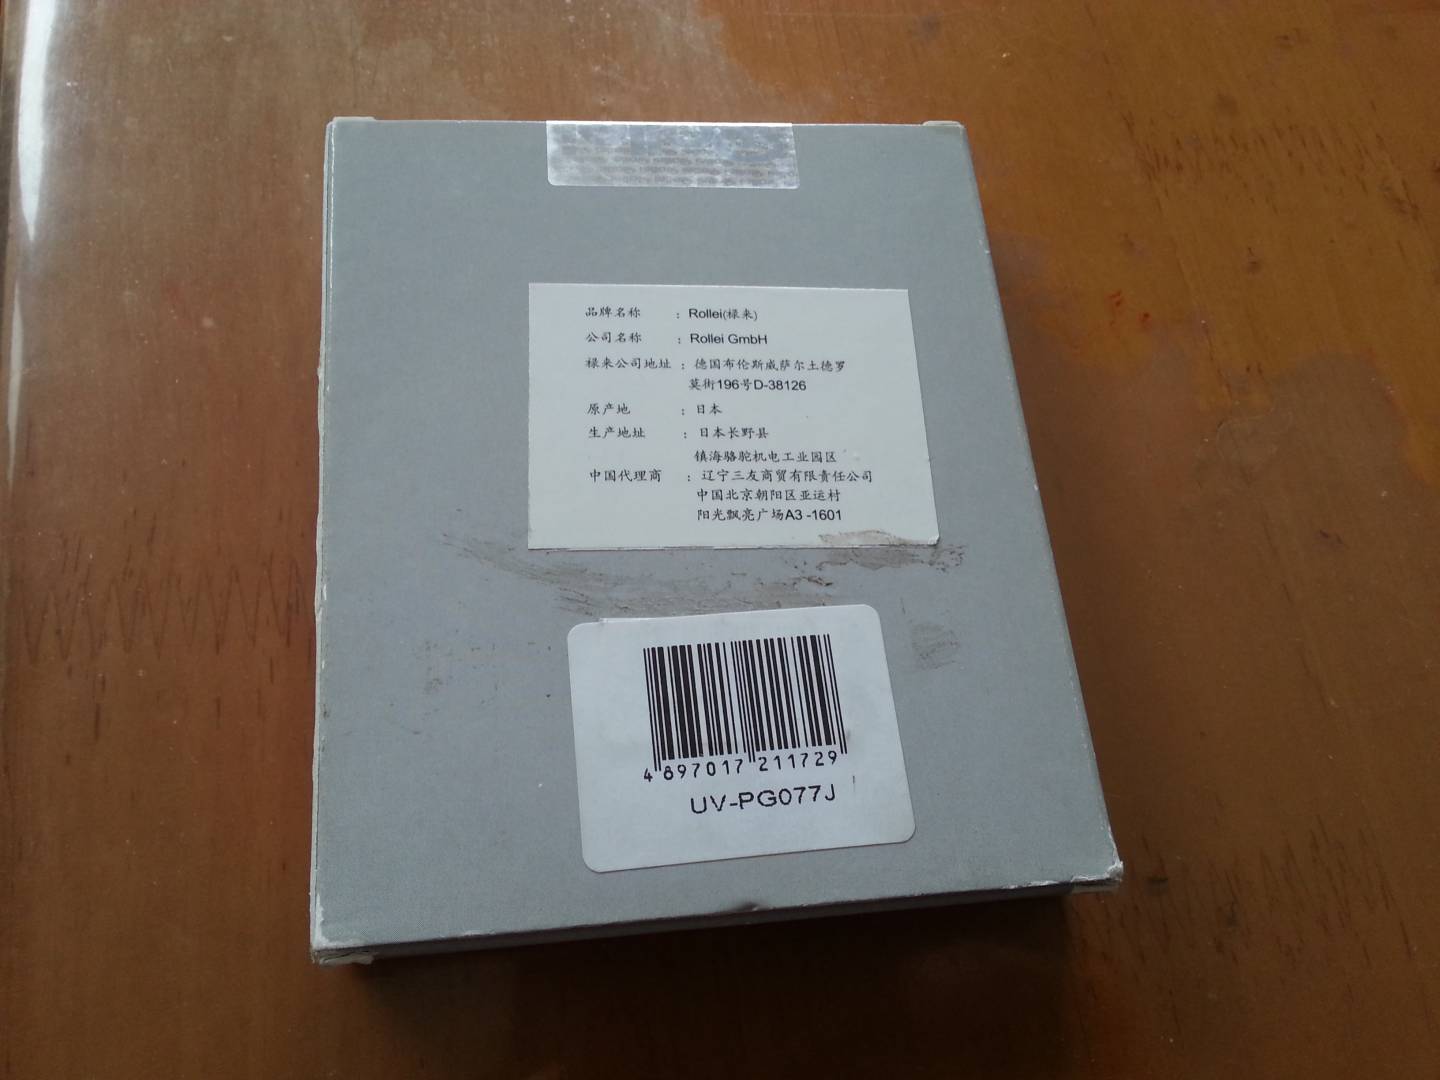 品牌名称 : Rollei(禄来)
公司名称 : Rollei GmbH
禄来公司地址 : 德国布伦斯威萨尔土德罗
莫街196号D-38126
原产地 : 日本
生产地址 : 日本长野县
镇海骆驼机电工业园区
中国代理商 : 辽宁三友商贸有限责任公司
中国北京朝阳区亚运村
阳光飘亮广场A3 -1601
4 897017 211729
UV-PG077J